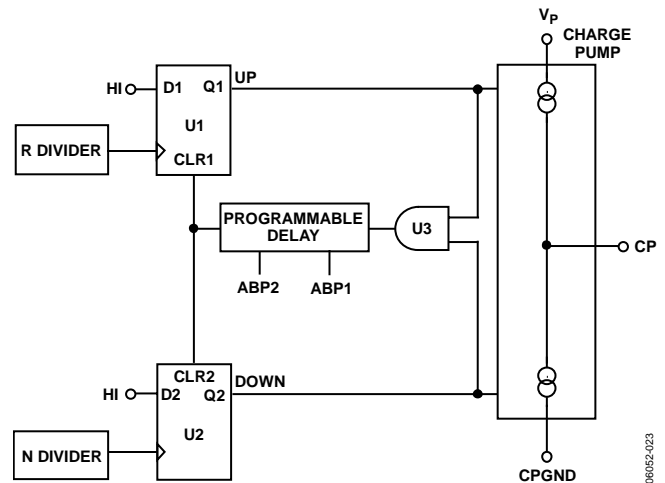 VP
CHARGE
PUMP
HI
D1
Q1
UP
U1
R DIVIDER
CLR1
PROGRAMMABLE
DELAY
U3
CP
ABP2
ABP1
CLR2
DOWN
HI
D2
Q2
U2
N DIVIDER
CPGND
06052-023